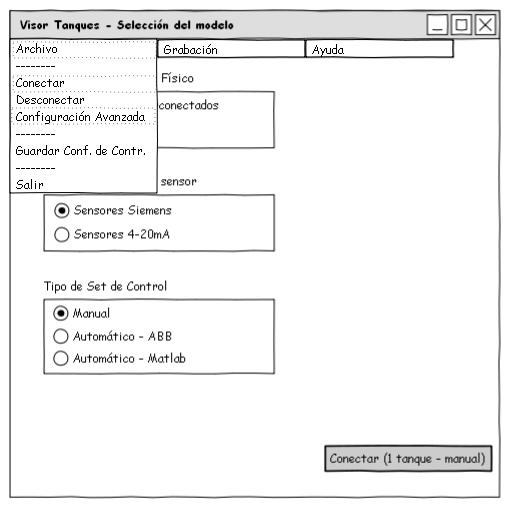 Visor Tanques - Selección del modelo
Archivo
Grabación
Ayuda
--------
Conectar
Desconectar
Configuración Avanzada
--------
Guardar Conf. de Contr.
--------
Salir
Físico
conectados
sensor
Sensores Siemens
Sensores 4-20mA
Tipo de Set de Control
Manual
Automático - ABB
Automático - Matlab
Conectar (1 tanque - manual)